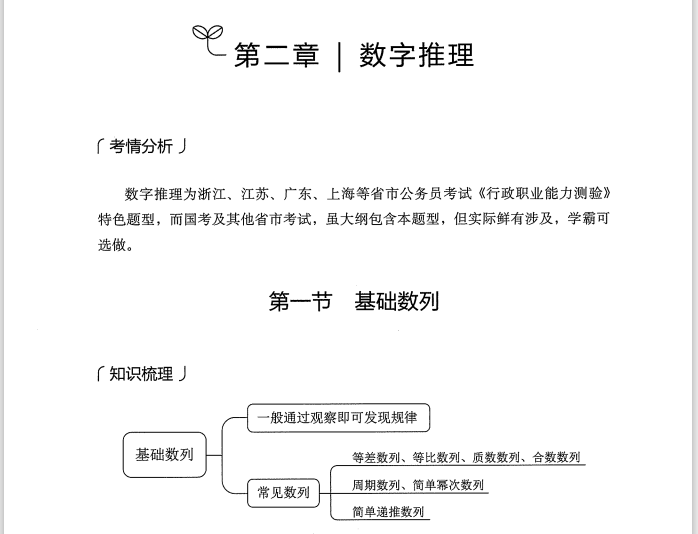 第二章｜数字推理
考情分析
数字推理为浙江、江苏、广东、上海等省市公务员考试《行政职业能力测验》
特色题型，而国考及其他省市考试，虽大纲包含本题型，但实际鲜有涉及，学霸可
选做。
第一节　基础数列
知识梳理
一般通过观察即可发现规律
基础数列
等差数列、等比数列、质数数列、合数数列
常见数列
周期数列、简单幂次数列
简单递推数列